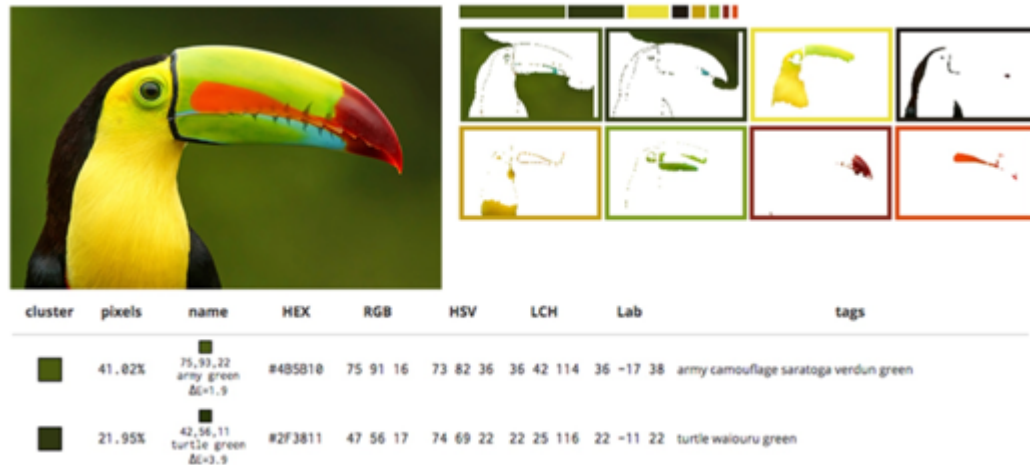 cluster pixels name HEX RGB HSV LCH Lab tags
41.02% 75,93,22 army green ΔE=1.9 #4B5B10 75 91 16 73 82 36 36 42 114 36 -17 38 army camouflage saratoga verdun green
21.95% 42,56,11 turtle green ΔE=3.9 #2F3811 47 56 17 74 69 22 22 25 116 22 -11 22 turtle waiouru green